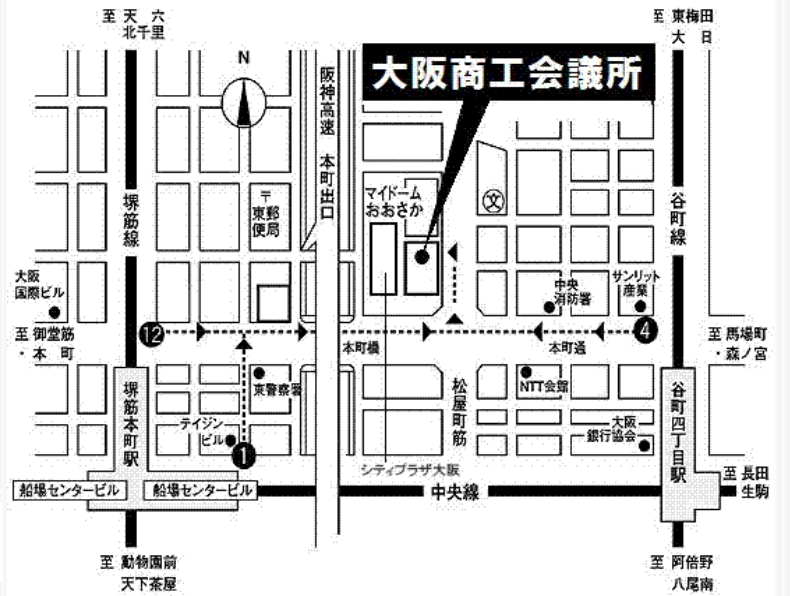 至 天 六
北千里
至 東梅田
大 日
N
阪神高速 本町出口
大阪商工会議所
堺筋線
〒
東郵
便局
マイドーム
おおさか
文
谷町線
大阪
国際ビル
中央
消防署
サンリット
産業
至 御堂筋
・本 町
12
本町橋
本町通
4
至 馬場町
・森ノ宮
堺筋本町駅
東警察署
松屋町筋
NTT会館
谷町四丁目駅
テイジン
ビル
1
大阪
銀行協会
シティプラザ大阪
至 長田
生駒
船場センタービル
船場センタービル
中央線
至 動物園前
天下茶屋
至 阿倍野
八尾南